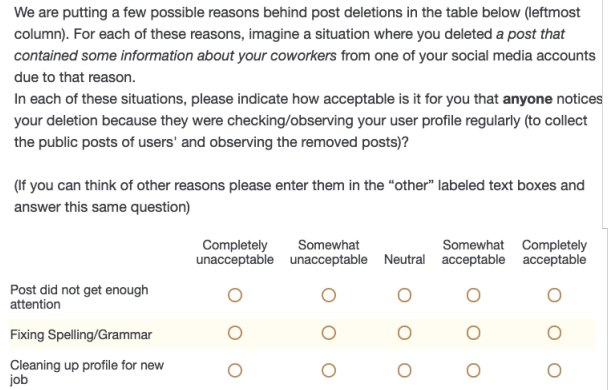 We are putting a few possible reasons behind post deletions in the table below (leftmost
column). For each of these reasons, imagine a situation where you deleted a post that
contained some information about your coworkers from one of your social media accounts
due to that reason.
In each of these situations, please indicate how acceptable is it for you that anyone notices
your deletion because they were checking/observing your user profile regularly (to collect
the public posts of users' and observing the removed posts)?
(If you can think of other reasons please enter them in the “other” labeled text boxes and
answer this same question)
Completely Somewhat Somewhat Completely
unacceptable unacceptable Neutral acceptable acceptable
Post did not get enough
attention
Fixing Spelling/Grammar
Cleaning up profile for new
job